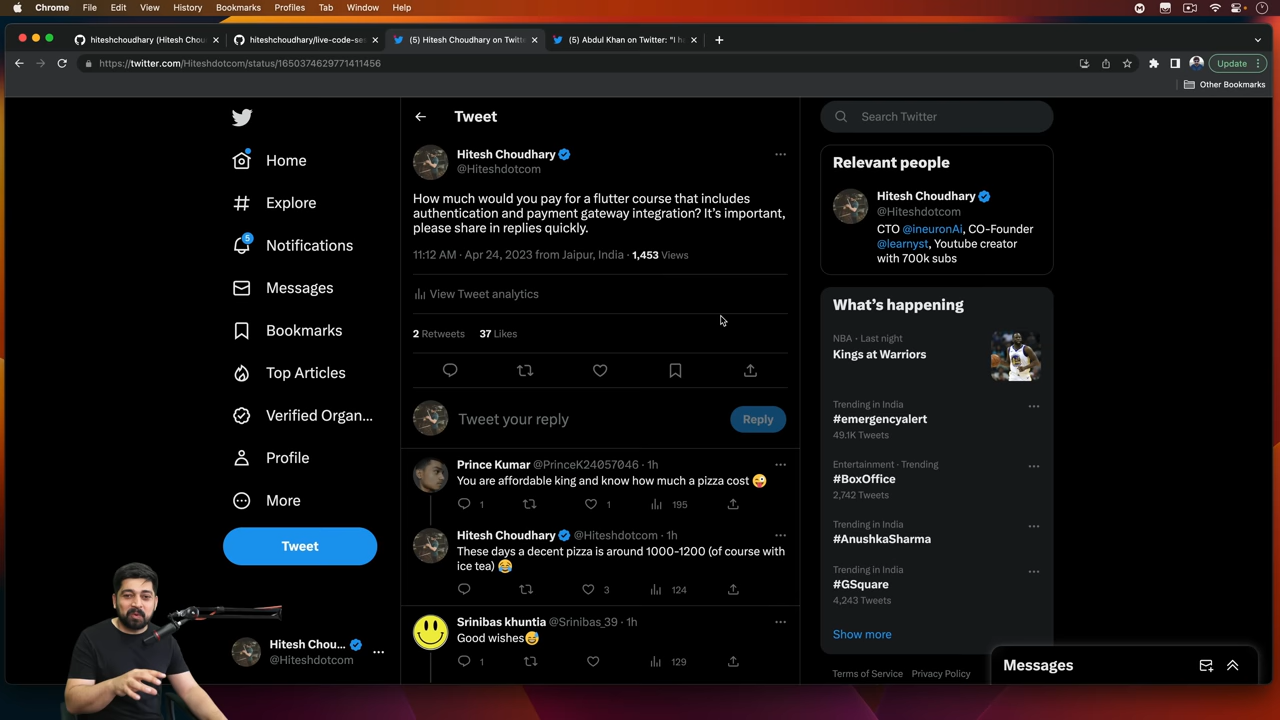 Chrome File Edit View History Bookmarks Profiles Tab Window Help
hiteshchoudhary (Hitesh Chou
hiteshchoudhary/live-code-se
(5) Hitesh Choudhary on Twitt
(5) Abdul Khan on Twitter: "I h
https://twitter.com/Hiteshdotcom/status/1650374629771411456
Update
Other Bookmarks
Home
Explore
5
Notifications
Messages
Bookmarks
Top Articles
Verified Organ...
Profile
More
Tweet
Hitesh Chou...
@Hiteshdotcom
Tweet
Hitesh Choudhary
@Hiteshdotcom
How much would you pay for a flutter course that includes
authentication and payment gateway integration? It's important,
please share in replies quickly.
11:12 AM · Apr 24, 2023 from Jaipur, India · 1,453 Views
View Tweet analytics
2 Retweets 37 Likes
Tweet your reply
Reply
Prince Kumar @PrinceK24057046 · 1h
You are affordable king and know how much a pizza cost 😜
1 1 195
Hitesh Choudhary @Hiteshdotcom · 1h
These days a decent pizza is around 1000-1200 (of course with
ice tea) 😂
3 124
Srinibas khuntia @Srinibas_39 · 1h
Good wishes😅
1 129
Search Twitter
Relevant people
Hitesh Choudhary
@Hiteshdotcom
CTO @ineuronAi, CO-Founder
@learnyst, Youtube creator
with 700k subs
What's happening
NBA · Last night
Kings at Warriors
Trending in India
#emergencyalert
49.1K Tweets
Entertainment · Trending
#BoxOffice
2,742 Tweets
Trending in India
#AnushkaSharma
Trending in India
#GSquare
4,243 Tweets
Show more
Terms of Service Privacy Policy
Messages